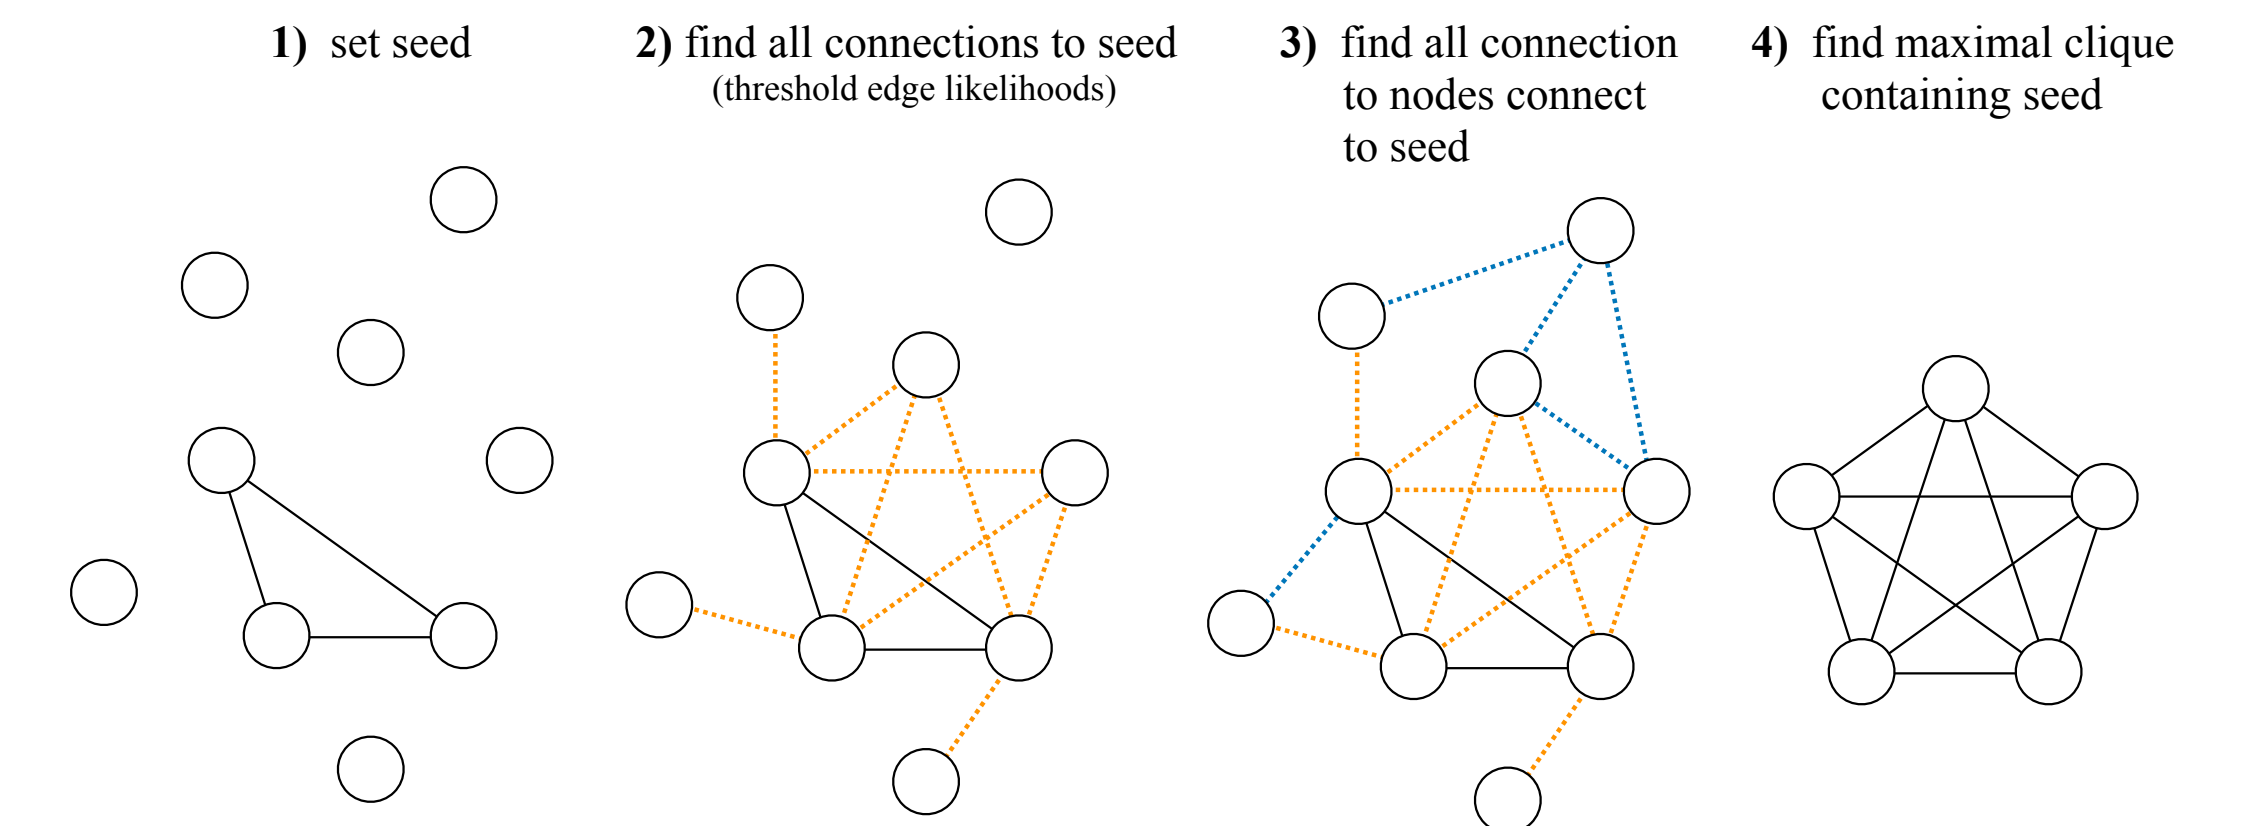 1) set seed
2) find all connections to seed
(threshold edge likelihoods)
3) find all connection
to nodes connect
to seed
4) find maximal clique
containing seed